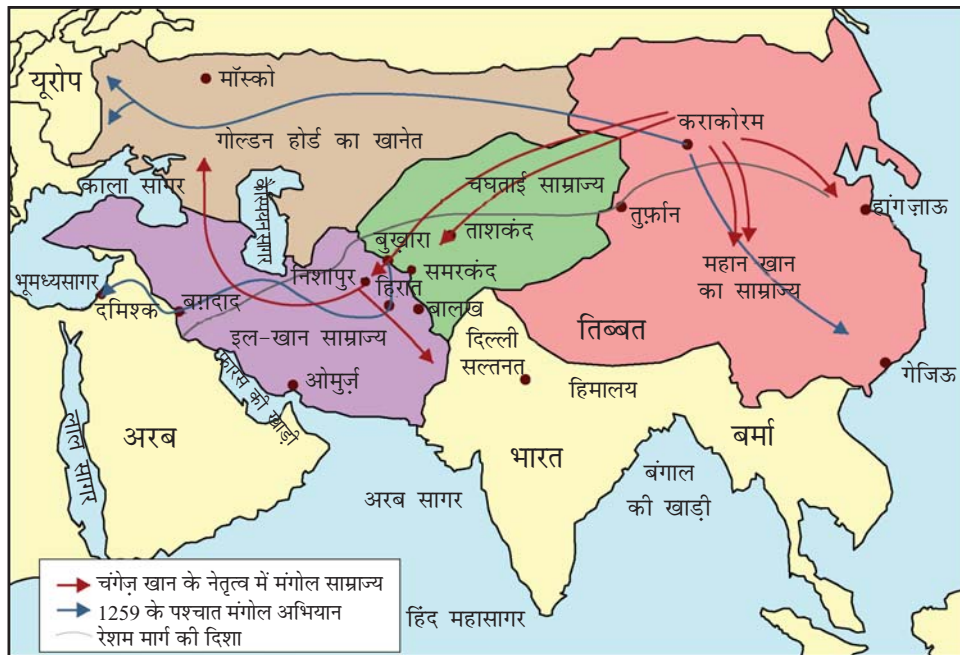 यूरोप
मॉस्को
गोल्डन होर्ड का खानेत
कराकोरम
काला सागर
कैस्पियन सागर
चघताई साम्राज्य
तुर्फ़ान
हांगज़ाऊ
बुख़ारा
ताशकंद
समरकंद
महान खान
का साम्राज्य
निशापुर
हिरात
बालख
भूमध्यसागर
दमिश्क
बग़दाद
इल-खान साम्राज्य
तिब्बत
दिल्ली
सल्तनत
हिमालय
गेजिऊ
ओमुर्ज़
फ़ारस की खाड़ी
लाल सागर
अरब
भारत
बर्मा
अरब सागर
बंगाल
की खाड़ी
चंगेज़ खान के नेतृत्व में मंगोल साम्राज्य
1259 के पश्चात मंगोल अभियान
रेशम मार्ग की दिशा
हिंद महासागर